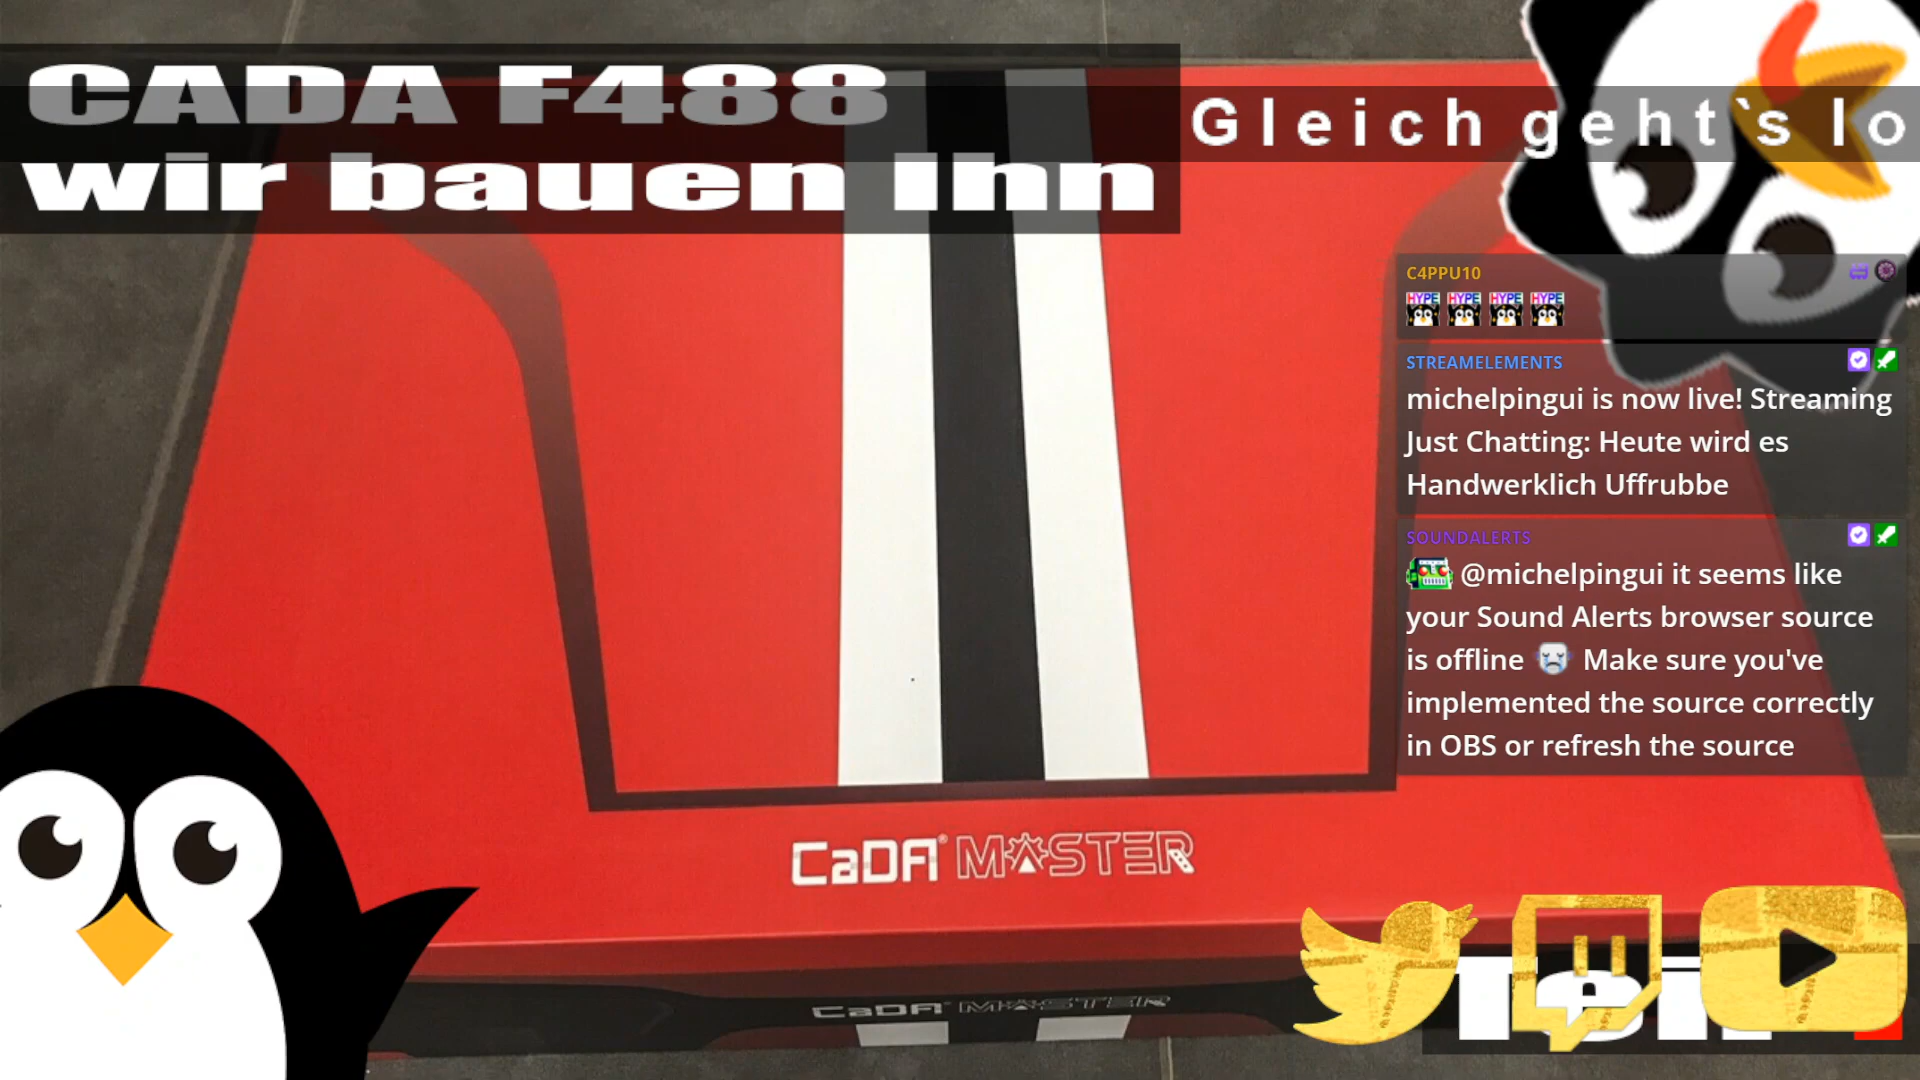 CADA F488
wir bauen Ihn
Gleich geht`s lo
C4PPU10
HYPE HYPE HYPE HYPE
STREAMELEMENTS
michelpingui is now live! Streaming
Just Chatting: Heute wird es
Handwerklich Uffrubbe
SOUNDALERTS
@michelpingui it seems like
your Sound Alerts browser source
is offline Make sure you've
implemented the source correctly
in OBS or refresh the source
CaDA® MASTER
CaDA® MASTER